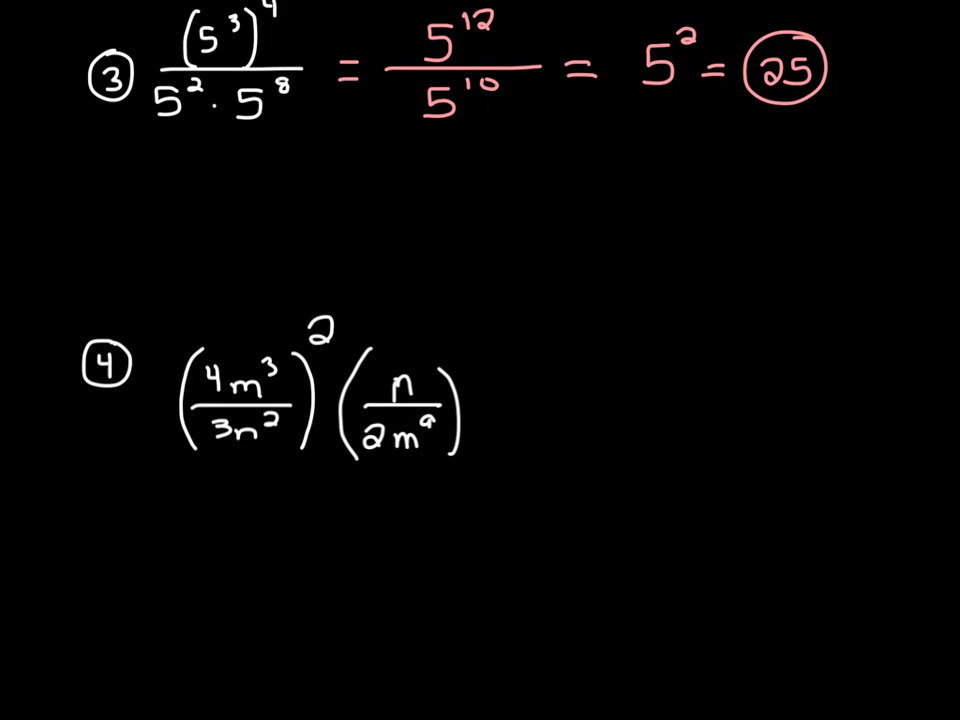 ③ (5³)⁴ / (5² · 5⁸) = 5¹² / 5¹⁰ = 5² = 25
④ (4m³ / 3n²)² (n / 2m⁹)